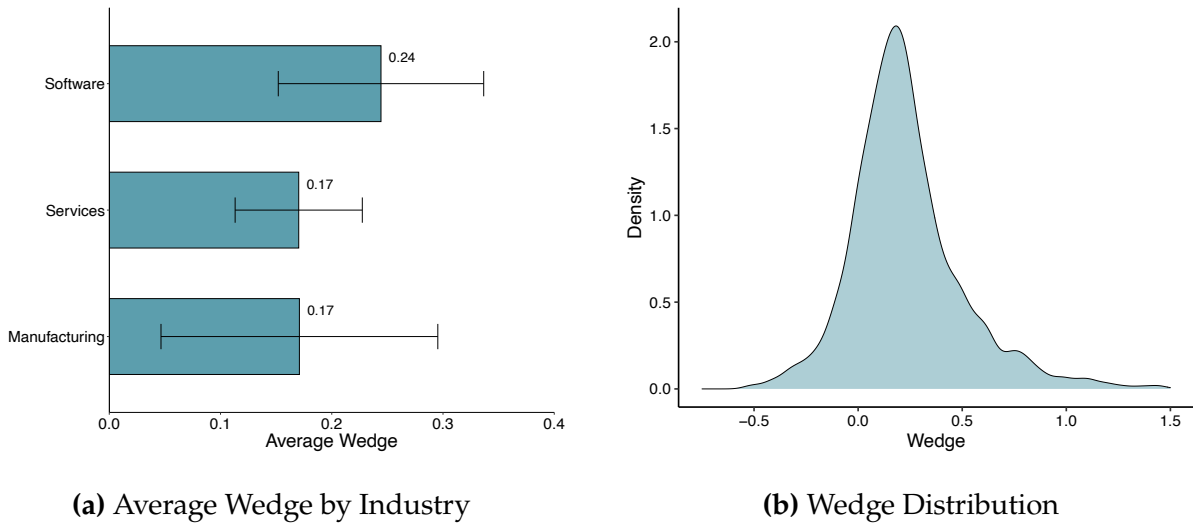 Software
0.24
Services
0.17
Manufacturing
0.17
0.0 0.1 0.2 0.3 0.4
Average Wedge
(a) Average Wedge by Industry
Density
2.0
1.5
1.0
0.5
0.0
−0.5 0.0 0.5 1.0 1.5
Wedge
(b) Wedge Distribution